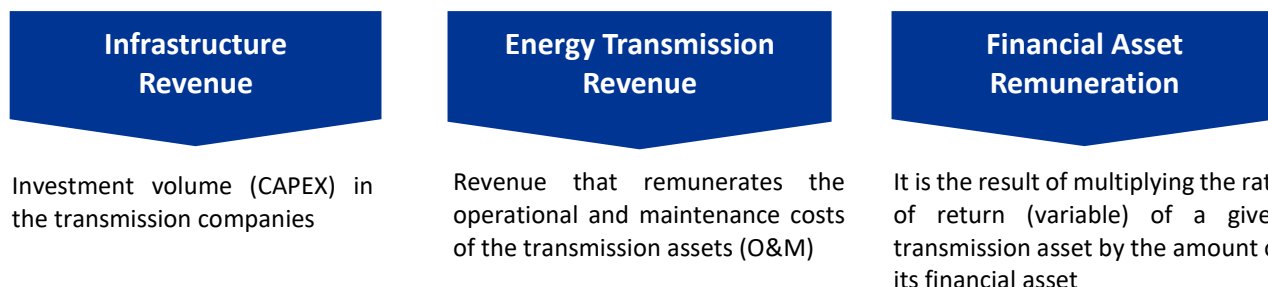 Infrastructure
Revenue
Investment volume (CAPEX) in
the transmission companies
Energy Transmission
Revenue
Revenue that remunerates the
operational and maintenance costs
of the transmission assets (O&M)
Financial Asset
Remuneration
It is the result of multiplying the
of return (variable) of a
transmission asset by the amount
its financial asset